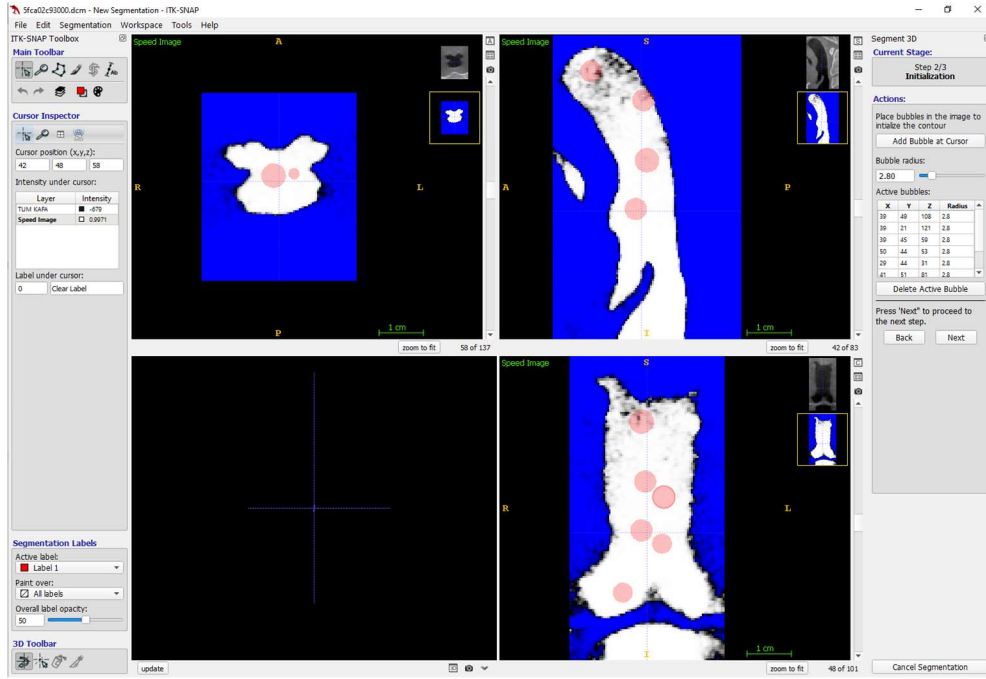 5fca02c93000.dcm - New Segmentation - ITK-SNAP
File Edit Segmentation Workspace Tools Help
ITK-SNAP Toolbox
Main Toolbar
Cursor Inspector
Cursor position (x,y,z):
42 48 58
Intensity under cursor:
Layer Intensity
TUM KAFA -679
Speed Image 0.9971
Label under cursor:
0 Clear Label
Segmentation Labels
Active label:
Label 1
Paint over:
All labels
Overall label opacity:
50
3D Toolbar
Speed Image
A
R
L
P
1 cm
zoom to fit 58 of 137
A
Speed Image
S
A
P
I
1 cm
zoom to fit 42 of 83
S
update
3D
Speed Image
S
R
L
I
1 cm
zoom to fit 48 of 101
C
Segment 3D
Current Stage:
Step 2/3
Initialization
Actions:
Place bubbles in the image to
intialize the contour
Add Bubble at Cursor
Bubble radius:
2.80
Active bubbles:
X Y Z Radius
39 49 108 2.8
39 21 121 2.8
39 45 59 2.8
50 44 53 2.8
29 44 31 2.8
41 51 81 2.8
Delete Active Bubble
Press 'Next" to proceed to
the next step.
Back Next
Cancel Segmentation